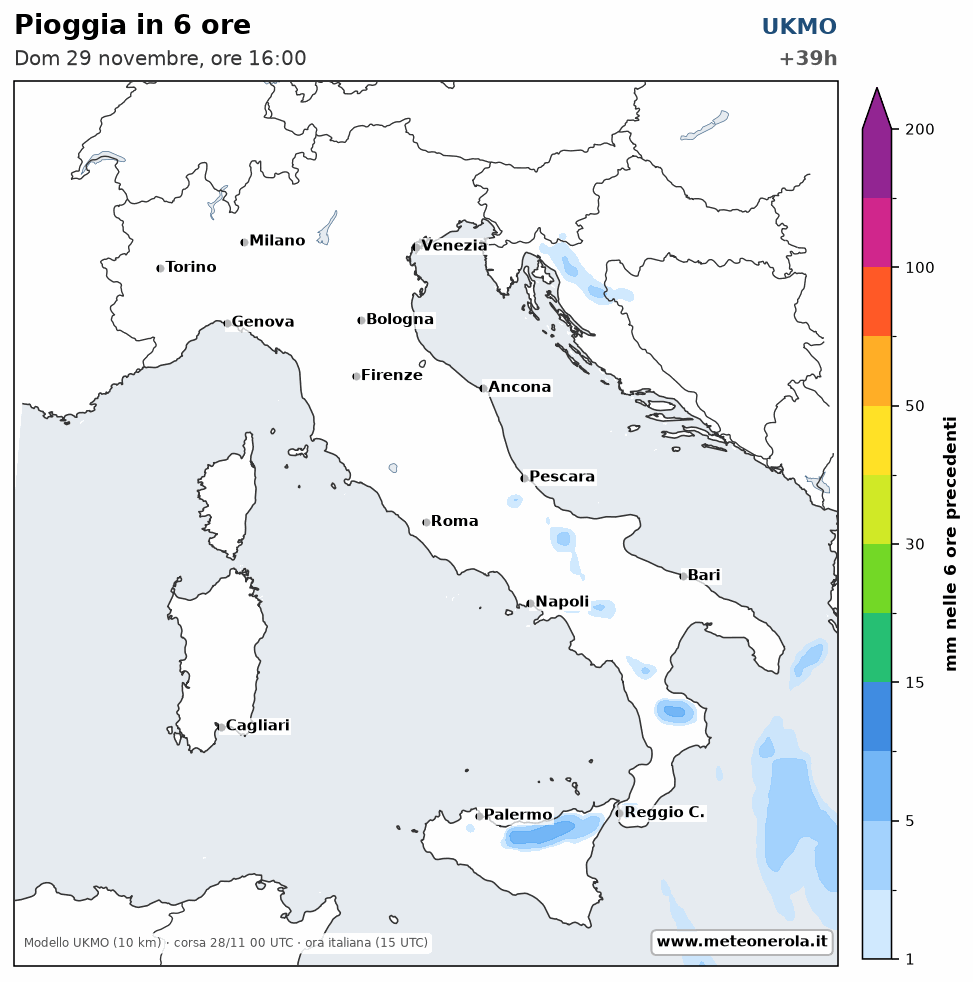 Pioggia in 6 ore
UKMO
Dom 29 novembre, ore 16:00
+39h
Milano
Venezia
Torino
Genova
Bologna
Firenze
Ancona
Pescara
Roma
Bari
Napoli
Cagliari
Palermo
Reggio C.
200
100
50
30
15
5
1
mm nelle 6 ore precedenti
Modello UKMO (10 km) · corsa 28/11 00 UTC · ora italiana (15 UTC)
www.meteonerola.it